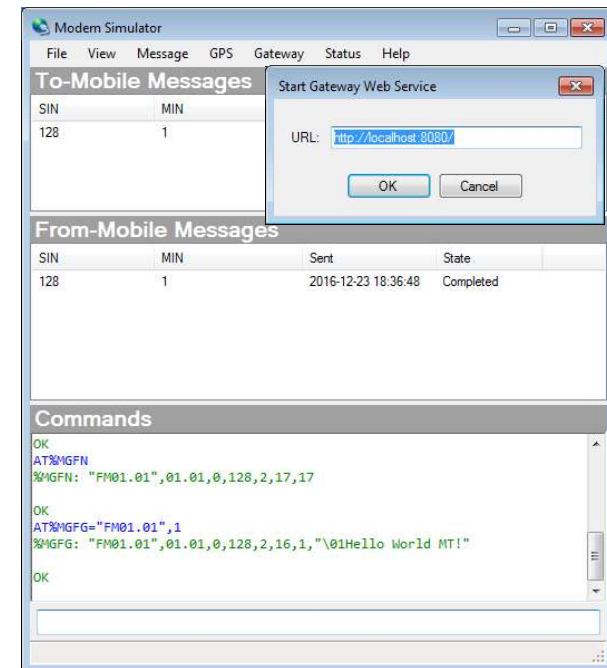 Modem Simulator
File View Message GPS Gateway Status Help
To-Mobile Messages
SIN MIN
128 1
Start Gateway Web Service
URL: http://localhost:8080/
OK Cancel
From-Mobile Messages
SIN MIN Sent State
128 1 2016-12-23 18:36:48 Completed
Commands
OK
AT%MGFN
%MGFN: "FM01.01",01.01,0,128,2,17,17
OK
AT%MGFG="FM01.01",1
%MGFG: "FM01.01",01.01,0,128,2,16,1,"\01Hello World MT!"
OK